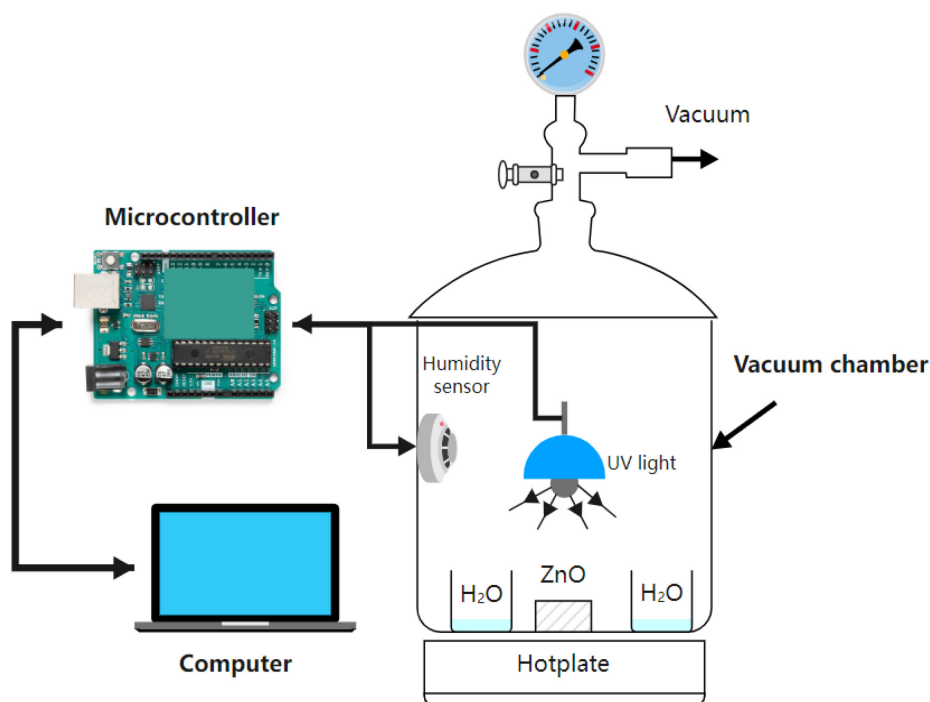 Vacuum
Microcontroller
Humidity
sensor
Vacuum chamber
UV light
ZnO
H₂O
H₂O
Hotplate
Computer